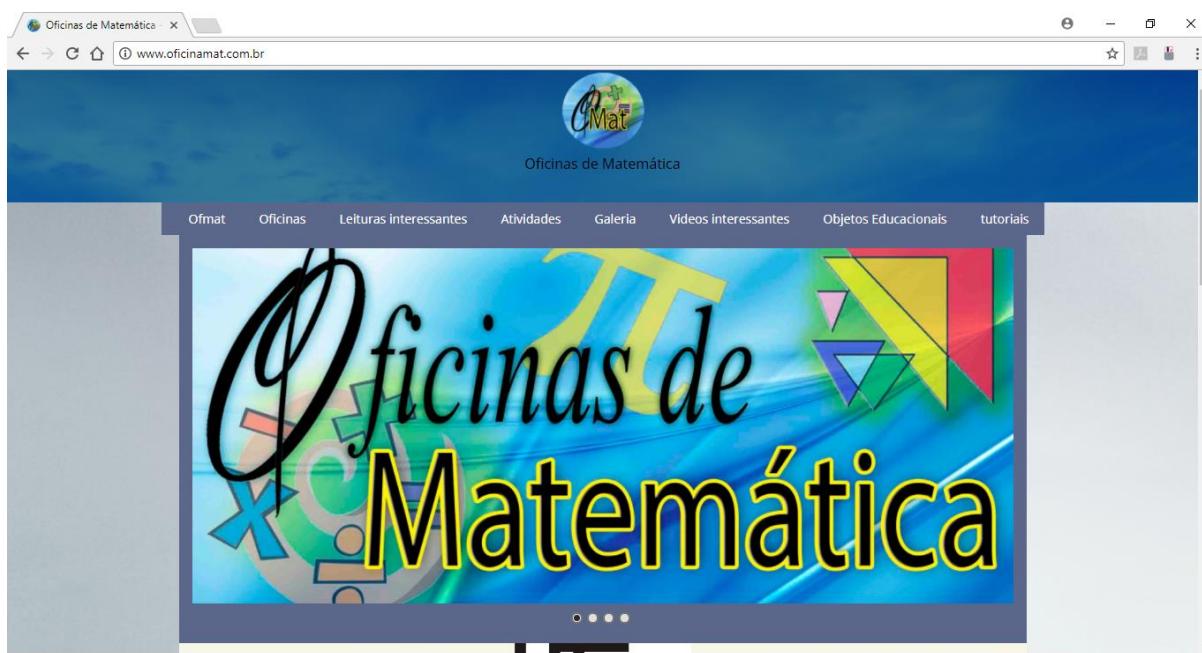 Oficinas de Matemática -
www.oficinamat.com.br
OMat
Oficinas de Matemática
Ofmat Oficinas Leituras interessantes Atividades Galeria Videos interessantes Objetos Educacionais tutoriais
Oficinas de
Matemática